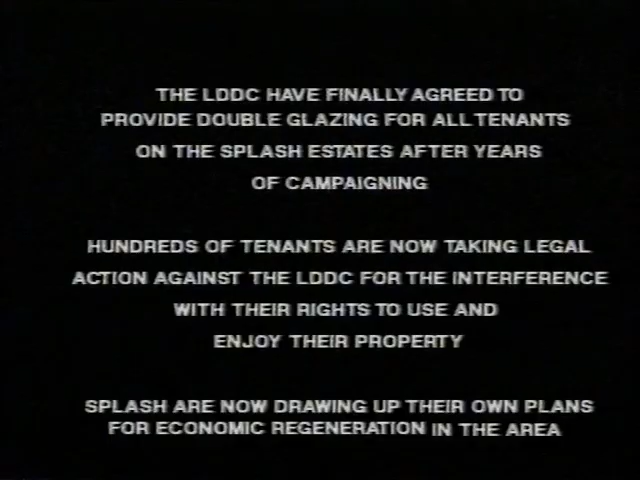 THE LDDC HAVE FINALLY AGREED TO
PROVIDE DOUBLE GLAZING FOR ALL TENANTS
ON THE SPLASH ESTATES AFTER YEARS
OF CAMPAIGNING
HUNDREDS OF TENANTS ARE NOW TAKING LEGAL
ACTION AGAINST THE LDDC FOR THE INTERFERENCE
WITH THEIR RIGHTS TO USE AND
ENJOY THEIR PROPERTY
SPLASH ARE NOW DRAWING UP THEIR OWN PLANS
FOR ECONOMIC REGENERATION IN THE AREA